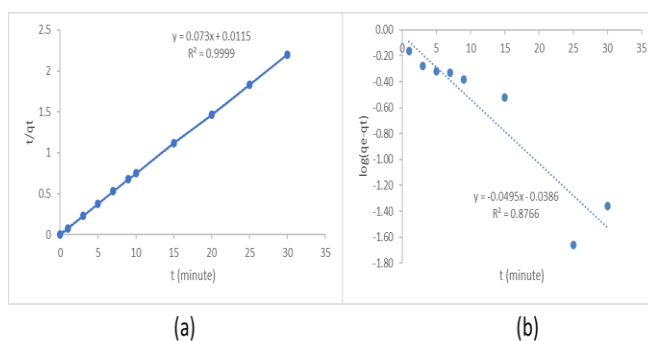 2.5
2
1.5
1
0.5
0
t/qt
y = 0.073x + 0.0115
R² = 0.9999
0 5 10 15 20 25 30 35
t (minute)
(a)
0 5 10 15 20 25 30 35
0.00
-0.20
-0.40
-0.60
-0.80
-1.00
-1.20
-1.40
-1.60
-1.80
log(qe-qt)
y = -0.0495x - 0.0386
R² = 0.8766
t (minute)
(b)